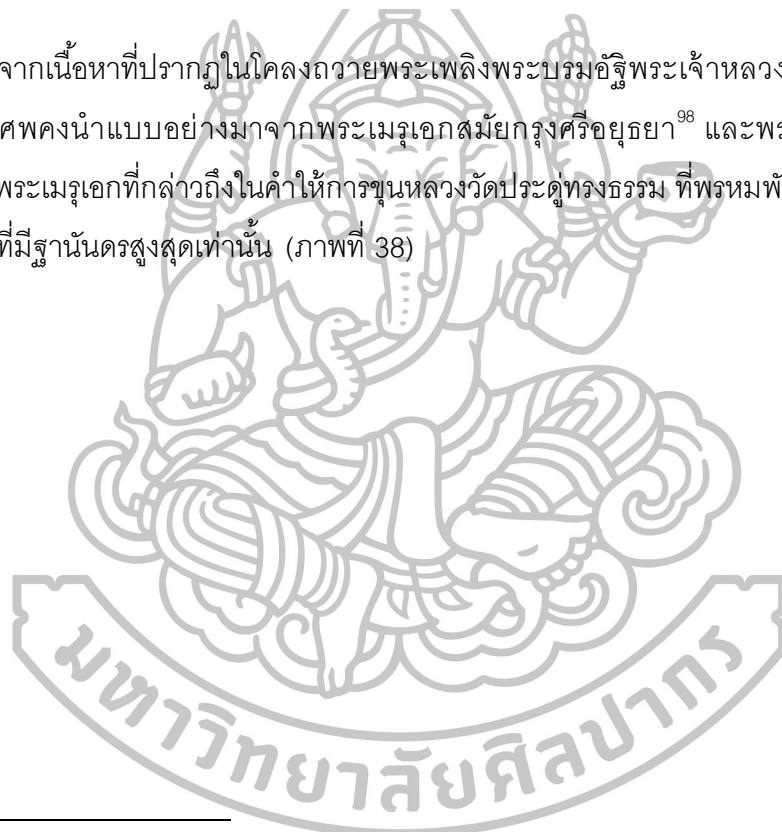 จากเนื้อหาที่ปรากฏในโคลงถวายพระเพลิงพระบรมอัฐิพระเจ้าหลวง
ศพคงนำแบบอย่างมาจากพระเมรุเอกสมัยกรุงศรีอยุธยา98 และพร
พระเมรุเอกที่กล่าวถึงในคำให้การขุนหลวงวัดประดู่ทรงธรรม ที่พรหมพั
ที่มีฐานันดรสูงสุดเท่านั้น (ภาพที่ 38)
มหาวิทยาลัยศิลปากร